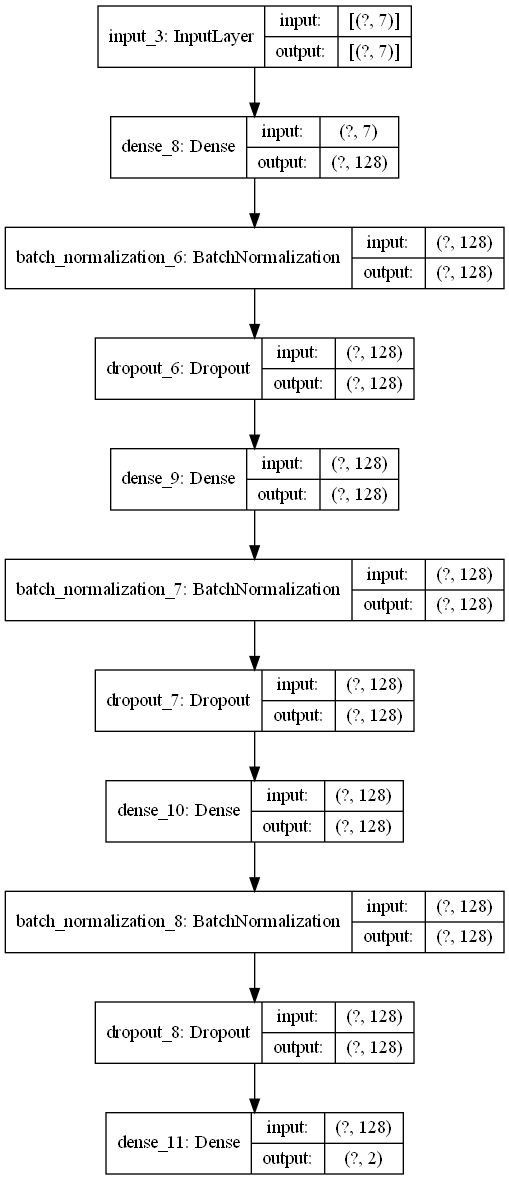 input_3: InputLayer
input: [(?, 7)]
output: [(?, 7)]
dense_8: Dense
input: (?, 7)
output: (?, 128)
batch_normalization_6: BatchNormalization
input: (?, 128)
output: (?, 128)
dropout_6: Dropout
input: (?, 128)
output: (?, 128)
dense_9: Dense
input: (?, 128)
output: (?, 128)
batch_normalization_7: BatchNormalization
input: (?, 128)
output: (?, 128)
dropout_7: Dropout
input: (?, 128)
output: (?, 128)
dense_10: Dense
input: (?, 128)
output: (?, 128)
batch_normalization_8: BatchNormalization
input: (?, 128)
output: (?, 128)
dropout_8: Dropout
input: (?, 128)
output: (?, 128)
dense_11: Dense
input: (?, 128)
output: (?, 2)